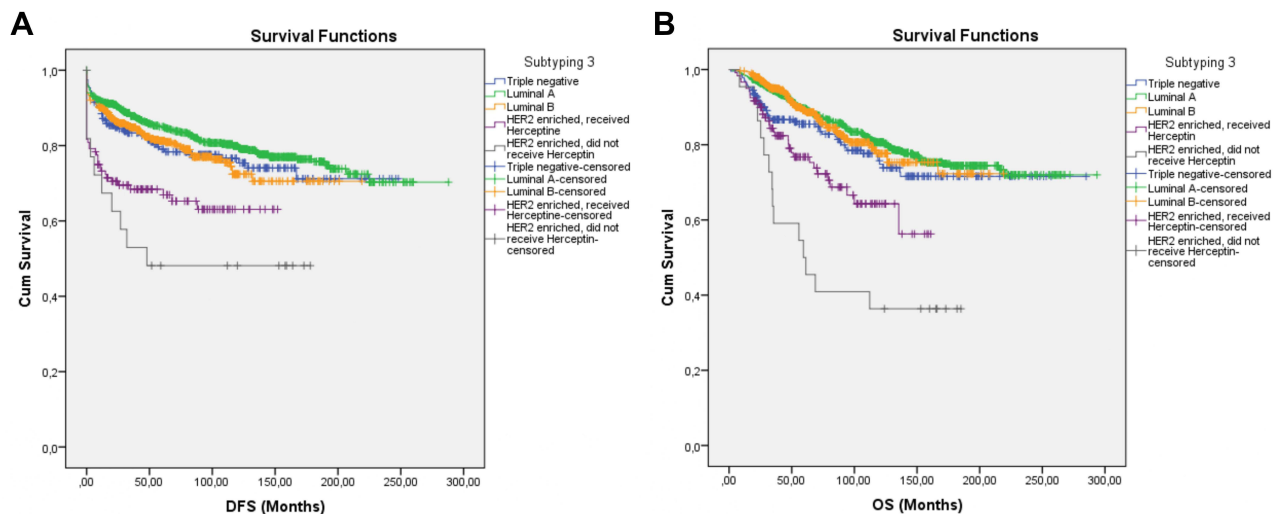 A
Survival Functions
Cum Survival
1,0
0,8
0,6
0,4
0,2
0,0
,00 50,00 100,00 150,00 200,00 250,00 300,00
DFS (Months)
Subtyping 3
Triple negative
Luminal A
Luminal B
HER2 enriched, received
Herceptine
HER2 enriched, did not
receive Herceptin
Triple negative-censored
Luminal A-censored
Luminal B-censored
HER2 enriched, received
Herceptine-censored
HER2 enriched, did not
receive Herceptin-
censored
B
Survival Functions
Cum Survival
1,0
0,8
0,6
0,4
0,2
0,0
,00 50,00 100,00 150,00 200,00 250,00 300,00
OS (Months)
Subtyping 3
Triple negative
Luminal A
Luminal B
HER2 enriched, received
Herceptin
HER2 enriched, did not
receive Herceptin
Triple negative-censored
Luminal A-censored
Luminal B-censored
HER2 enriched, received
Herceptin-censored
HER2 enriched, did not
receive Herceptin-
censored